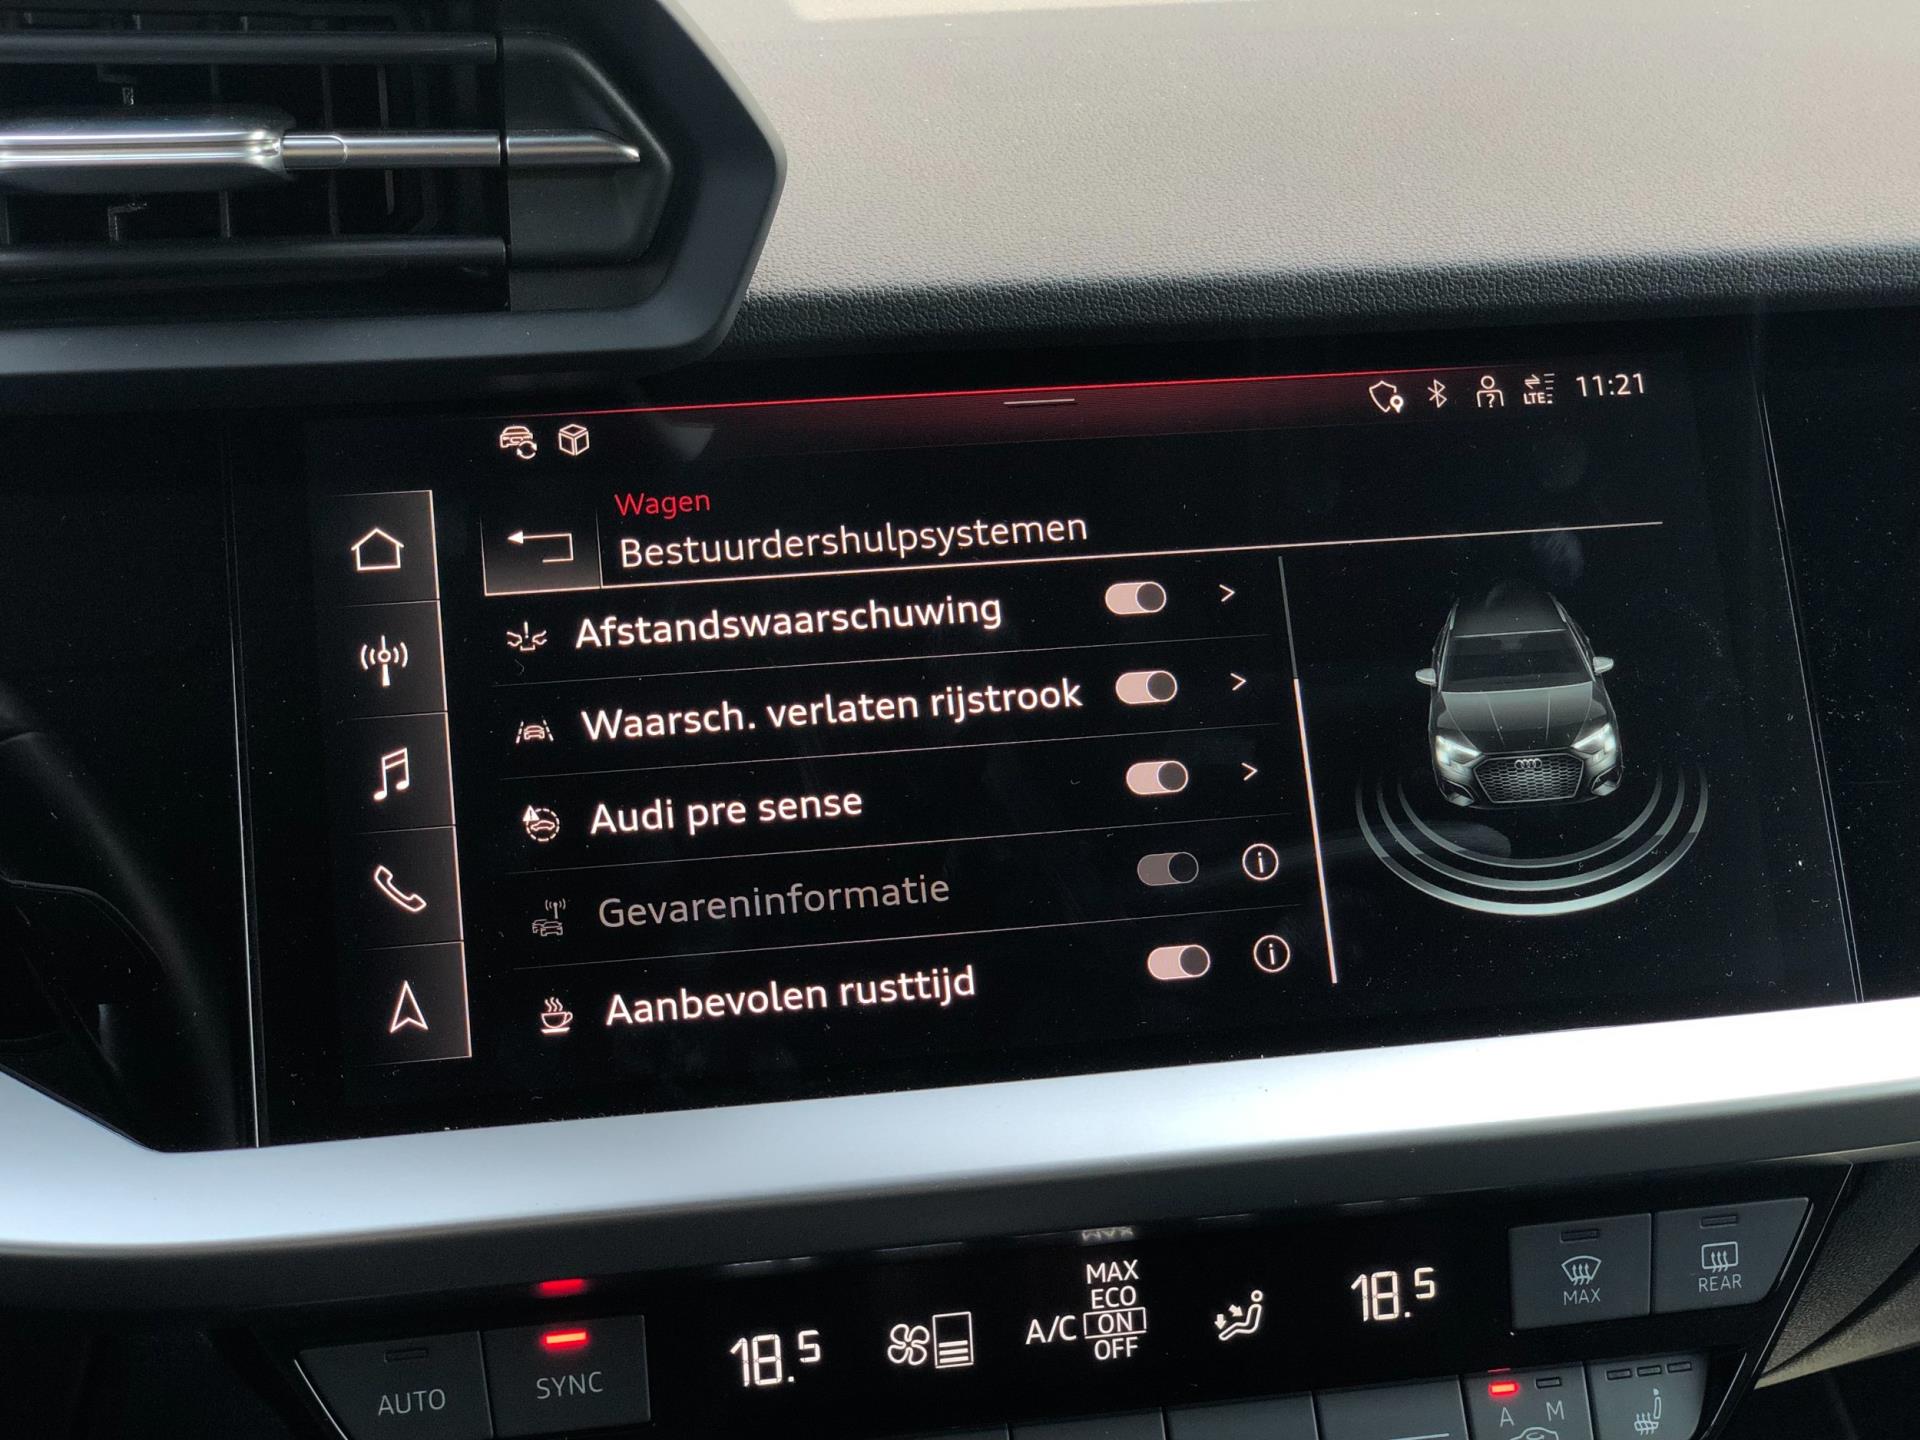 LTE
11:21
Wagen
Bestuurdershulpsystemen
Afstandswaarschuwing
Waarsch. verlaten rijstrook
Audi pre sense
Gevareninformatie
Aanbevolen rusttijd
MAX
ECO
A/C ON
OFF
18.5
18.5
MAX
REAR
AUTO
SYNC
A M